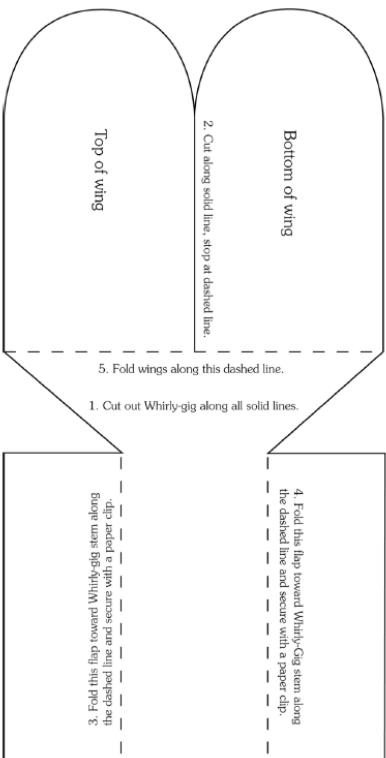 Top of wing
2. Cut along solid line, stop at dashed line.
Bottom of wing
5. Fold wings along this dashed line.
1. Cut out Whirly-gig along all solid lines.
3. Fold this flap toward Whirly-gig stem along
the dashed line and secure with a paper clip.
4. Fold this flap toward Whirly-Gig stem along
the dashed line and secure with a paper clip.